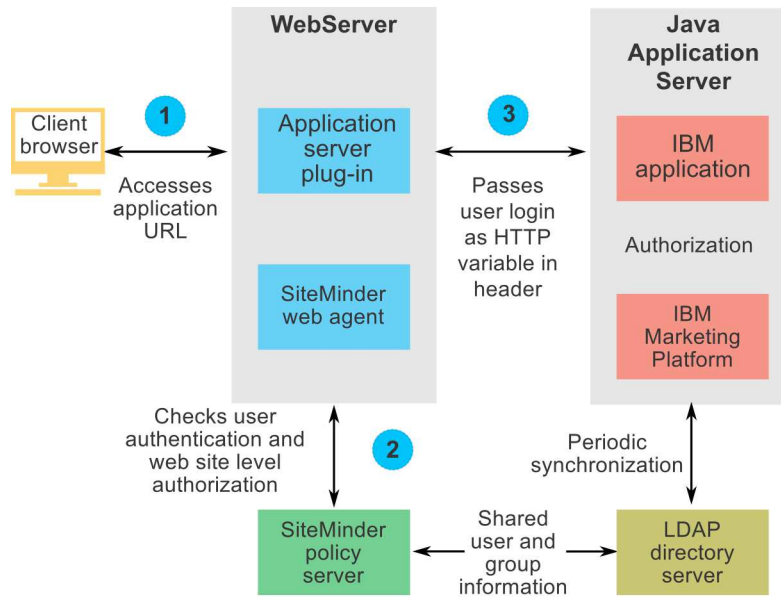 WebServer
Java
Application
Server
Client
browser
1
Accesses
application
URL
Application
server
plug-in
3
Passes
user login
as HTTP
variable in
header
IBM
application
Authorization
SiteMinder
web agent
IBM
Marketing
Platform
Checks user
authentication and
web site level
authorization
2
Periodic
synchronization
SiteMinder
policy
server
Shared
user and
group
information
LDAP
directory
server